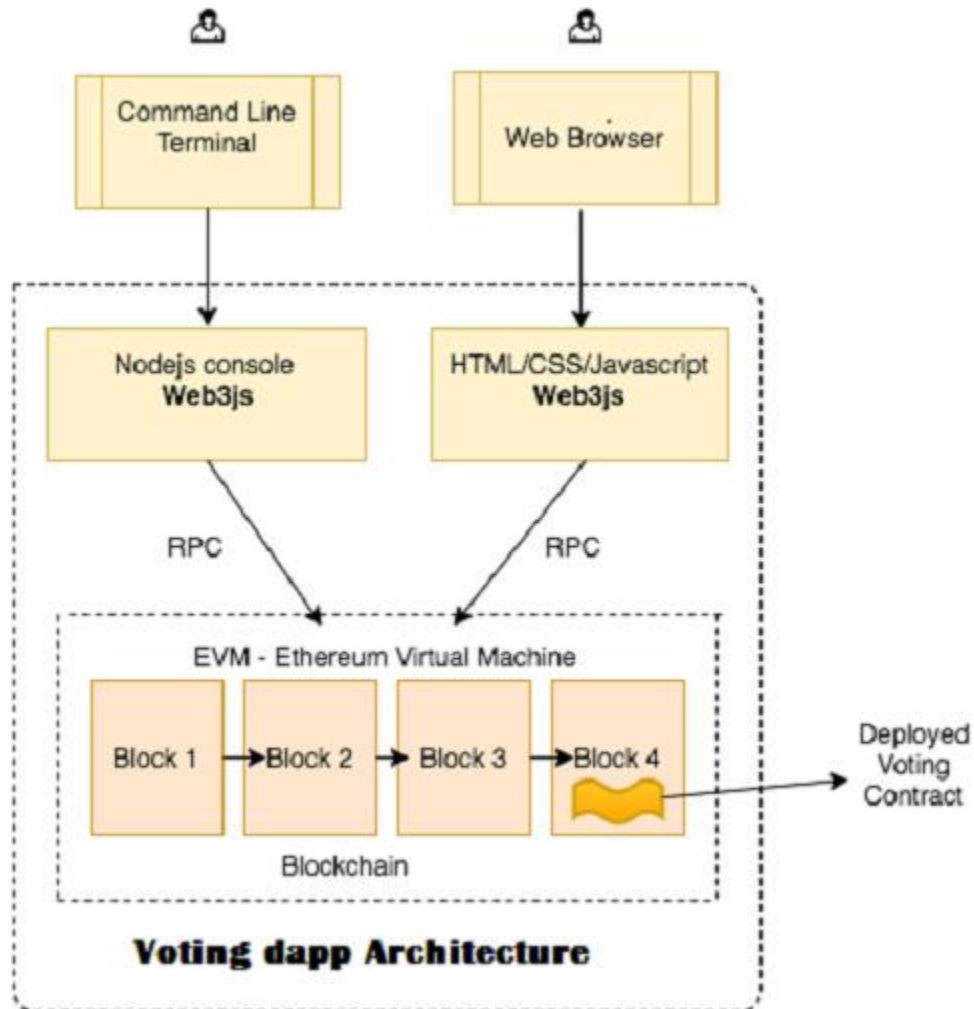 Command Line
Terminal
Web Browser
Nodejs console
Web3js
HTML/CSS/Javascript
Web3js
RPC
RPC
EVM - Ethereum Virtual Machine
Block 1
Block 2
Block 3
Block 4
Deployed
Voting
Contract
Blockchain
Voting dapp Architecture